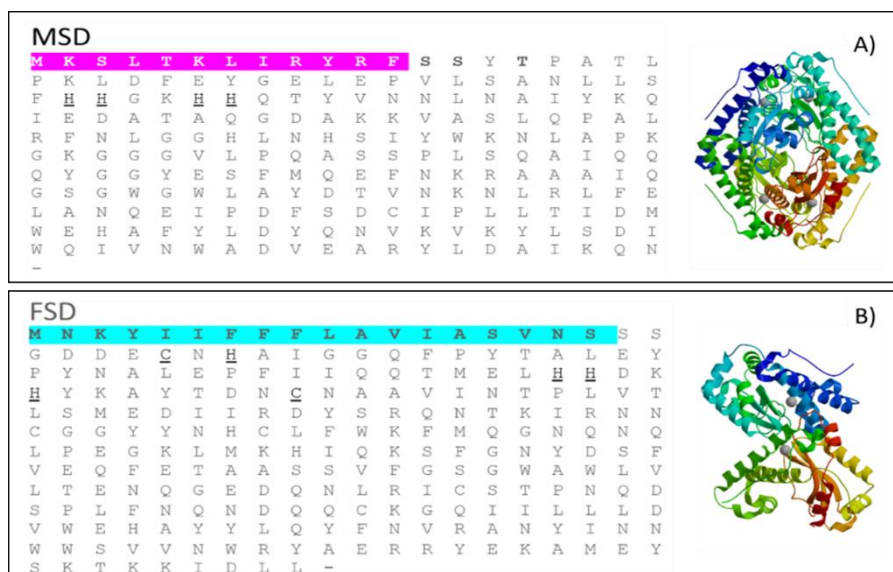 MSD
A)
M K S L T K L I R Y R F S S Y T P A T L
P K L D F E Y G E L E P V L S A N L L S
F H H G K H H Q T Y V N N L N A I Y K Q
I E D A T A Q G D A K K V A S L Q P A L
R F N L G G H L N H S I Y W K N L A P K
G K G G G V L P Q A S S P L S Q A I Q Q
Q Y G G Y E S F M Q E F N K R A A A I Q
G S G W G W L A Y D T V N K N L R L F E
L A N Q E I P D F S D C I P L L T I D M
W E H A F Y L D Y Q N V K V K Y L S D I
W Q I V N W A D V E A R Y L D A I K Q N
-
FSD
B)
M N K Y I I F F F L A V I A S V N S S S
G D D E C N H A I G G Q F P Y T A L E Y
P Y N A L E P F I I Q Q T M E L H H D K
H Y K A Y T D N C N A A V I N T P L V T
L S M E D I I R D Y S R Q N T K I R N N
C G G Y Y N H C L F W K F M Q G N Q N Q
L P E G K L M K H I Q K S F G N Y D S F
V E Q F E T A A S S V F G S G W A W L V
L T E N Q G E D Q N L R I C S T P N Q D
S P L F N Q N D Q Q C K G Q I I L L L D
V W E H A Y Y L Q Y F N V R A N Y I N N
W W S V V N W R Y A E R R Y E K A M E Y
S K T K K I D L L -